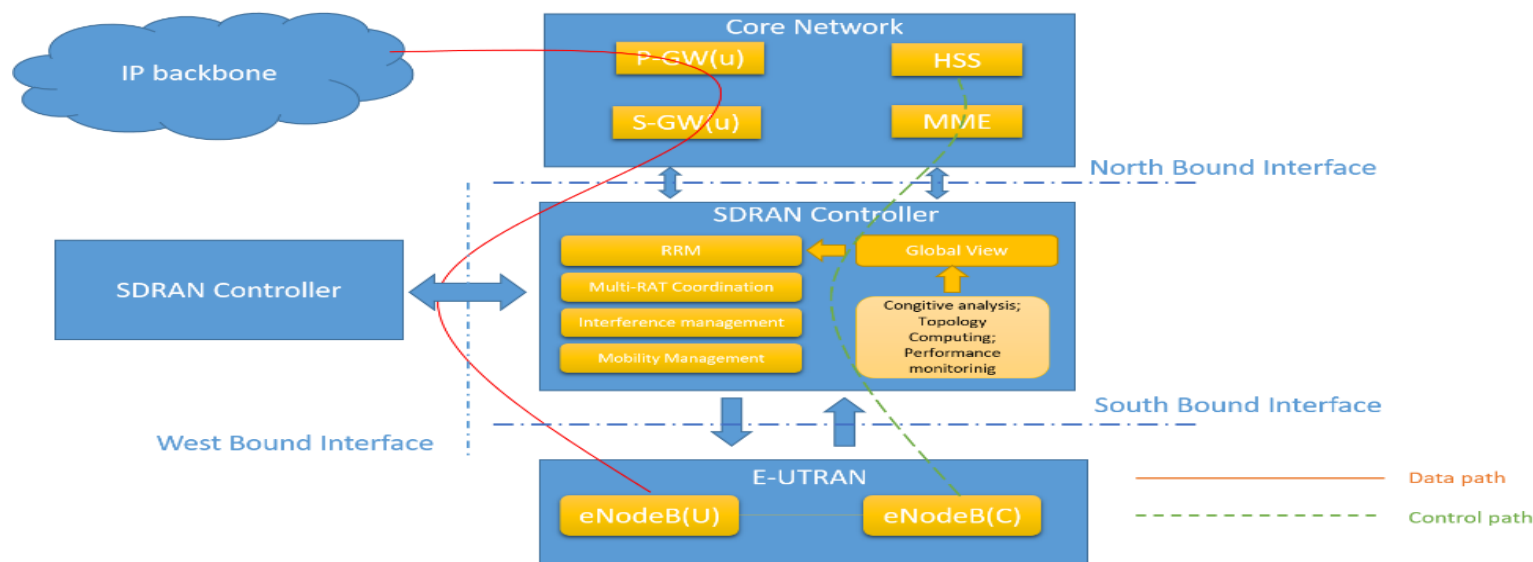 Core Network
IP backbone
P-GW(u)
HSS
S-GW(u)
MME
North Bound Interface
SDRAN Controller
RRM
Global View
SDRAN Controller
Multi-RAT Coordination
Interference management
Mobility Management
Congitive analysis;
Topology
Computing;
Performance
monitorinig
South Bound Interface
West Bound Interface
E-UTRAN
eNodeB(U)
eNodeB(C)
Data path
Control path